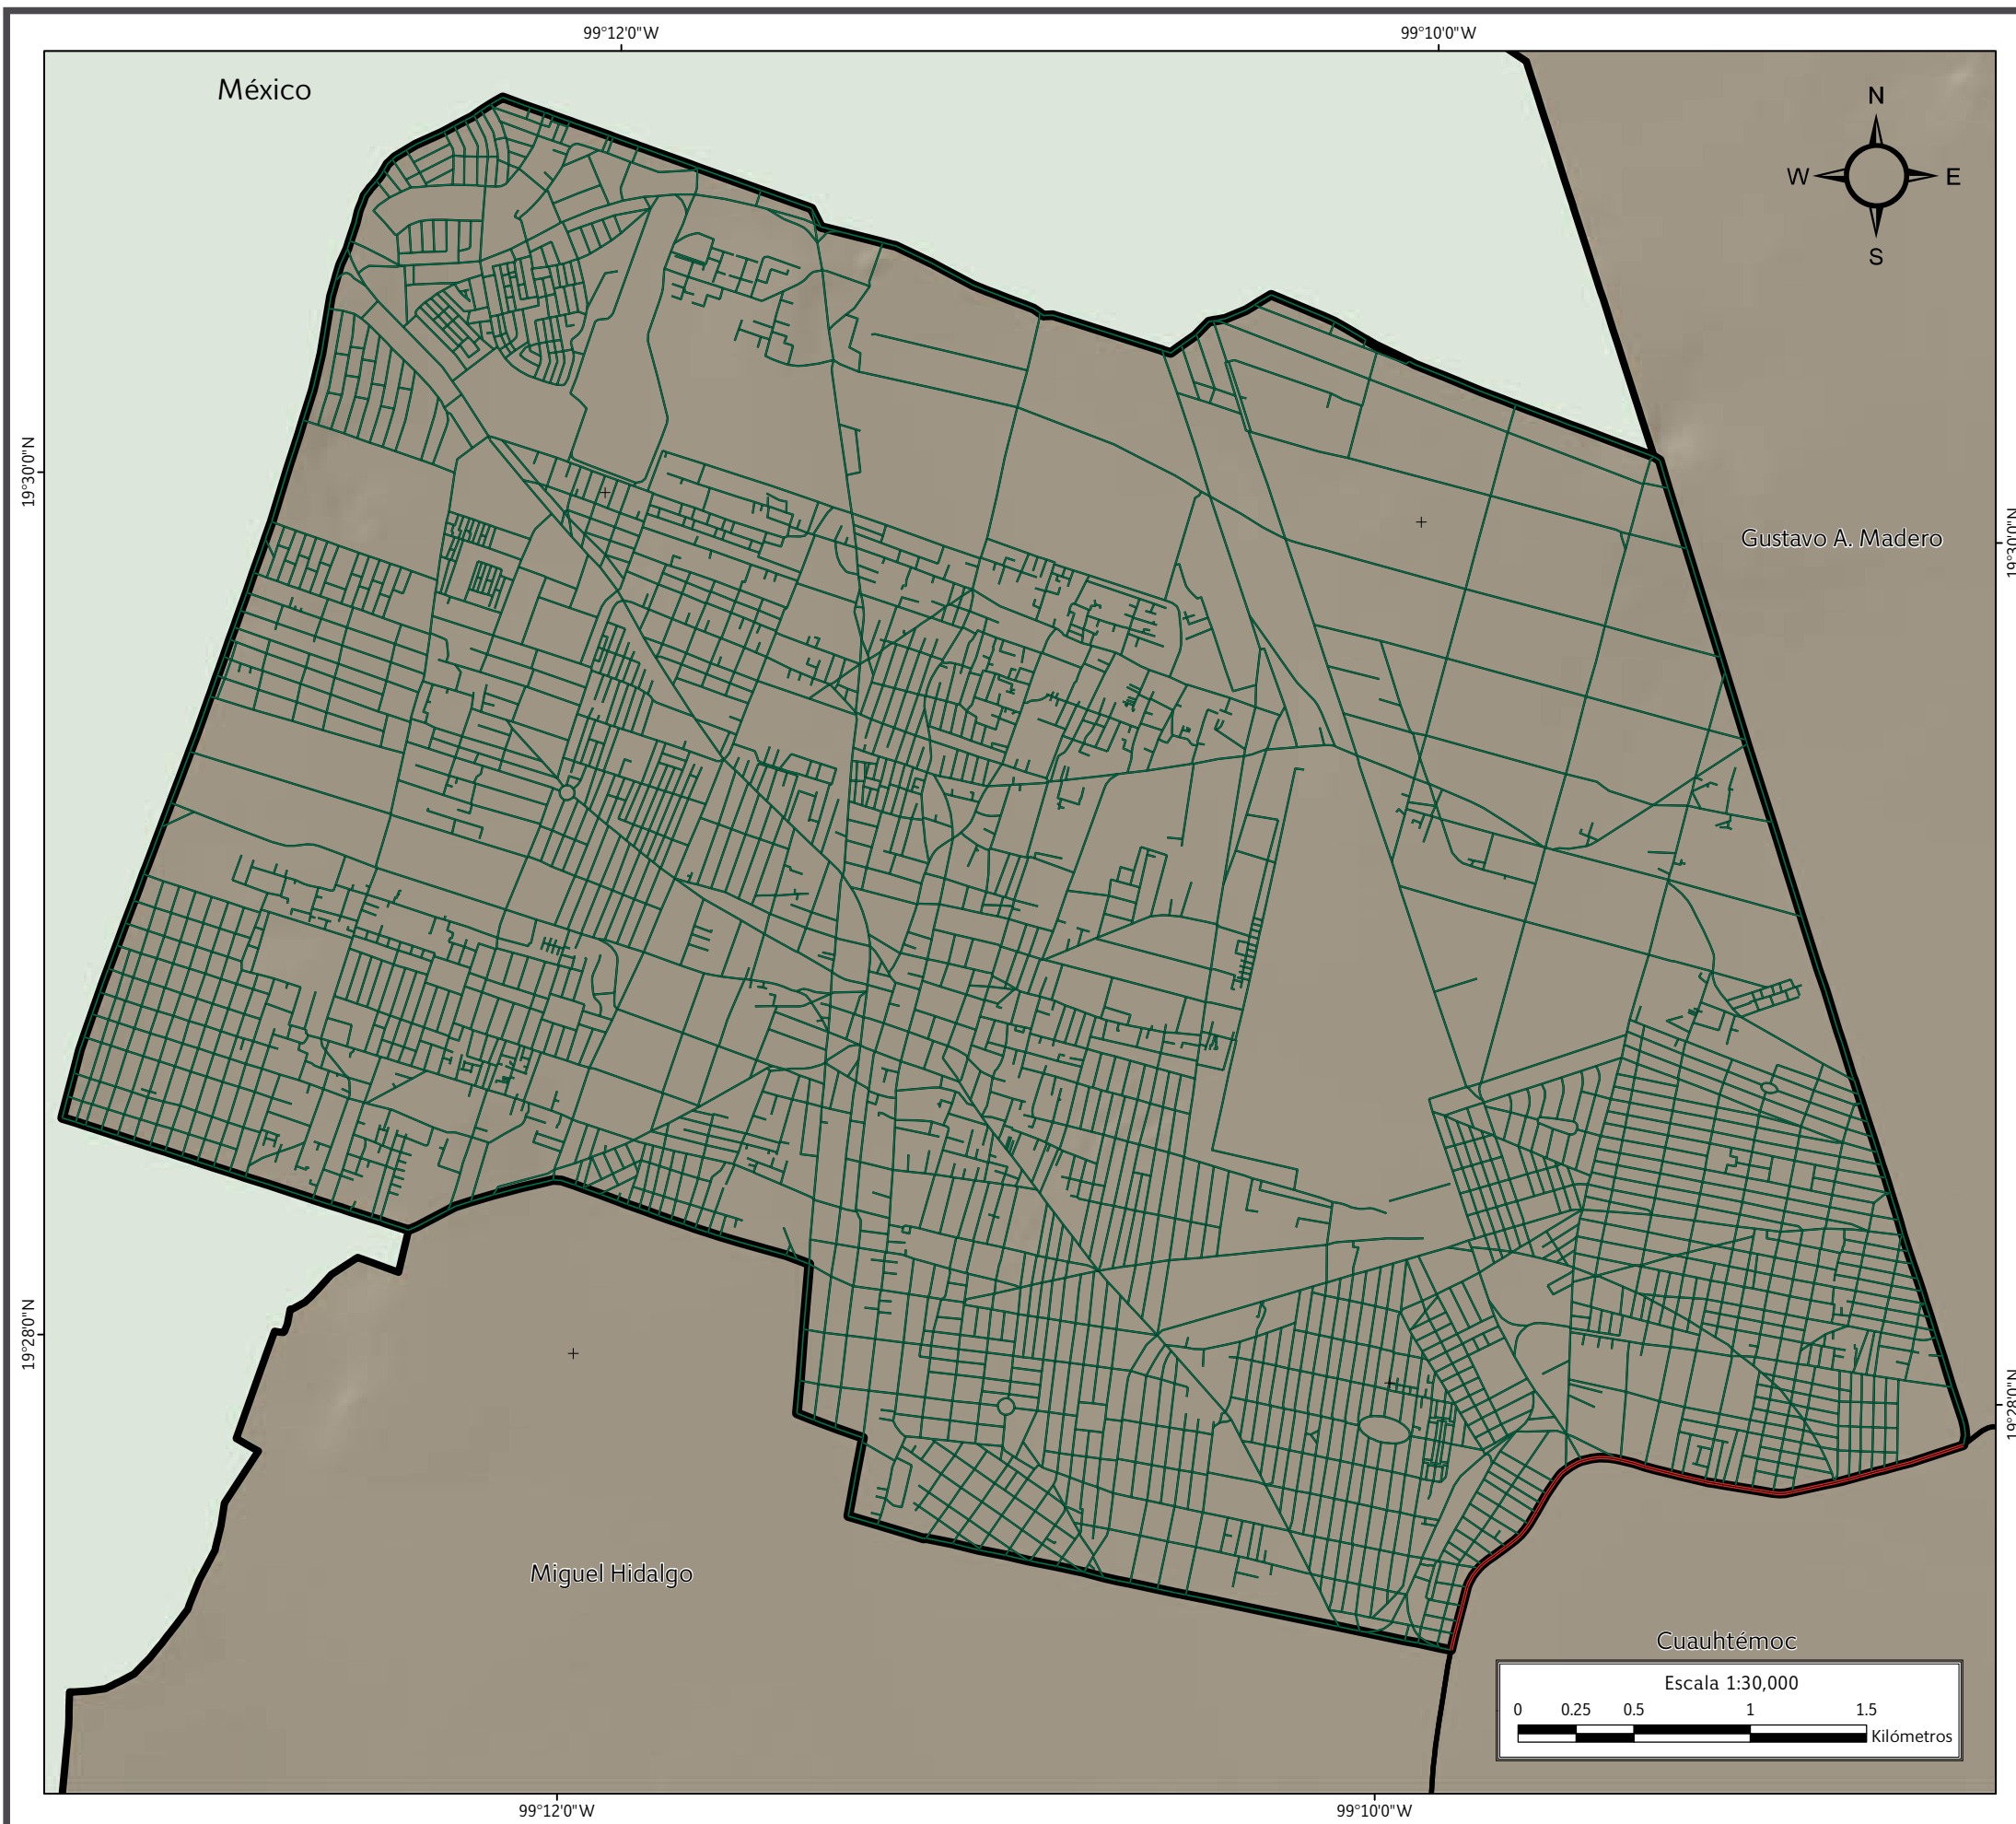 99°12'0"W
99°10'0"W
México
N
W
E
S
19°30'0"N
Gustavo A. Madero
19°30'0"N
19°28'0"N
19°28'0"N
Miguel Hidalgo
Cuauhtémoc
Escala 1:30,000
0 0.25 0.5 1 1.5
Kilómetros
99°12'0"W
99°10'0"W